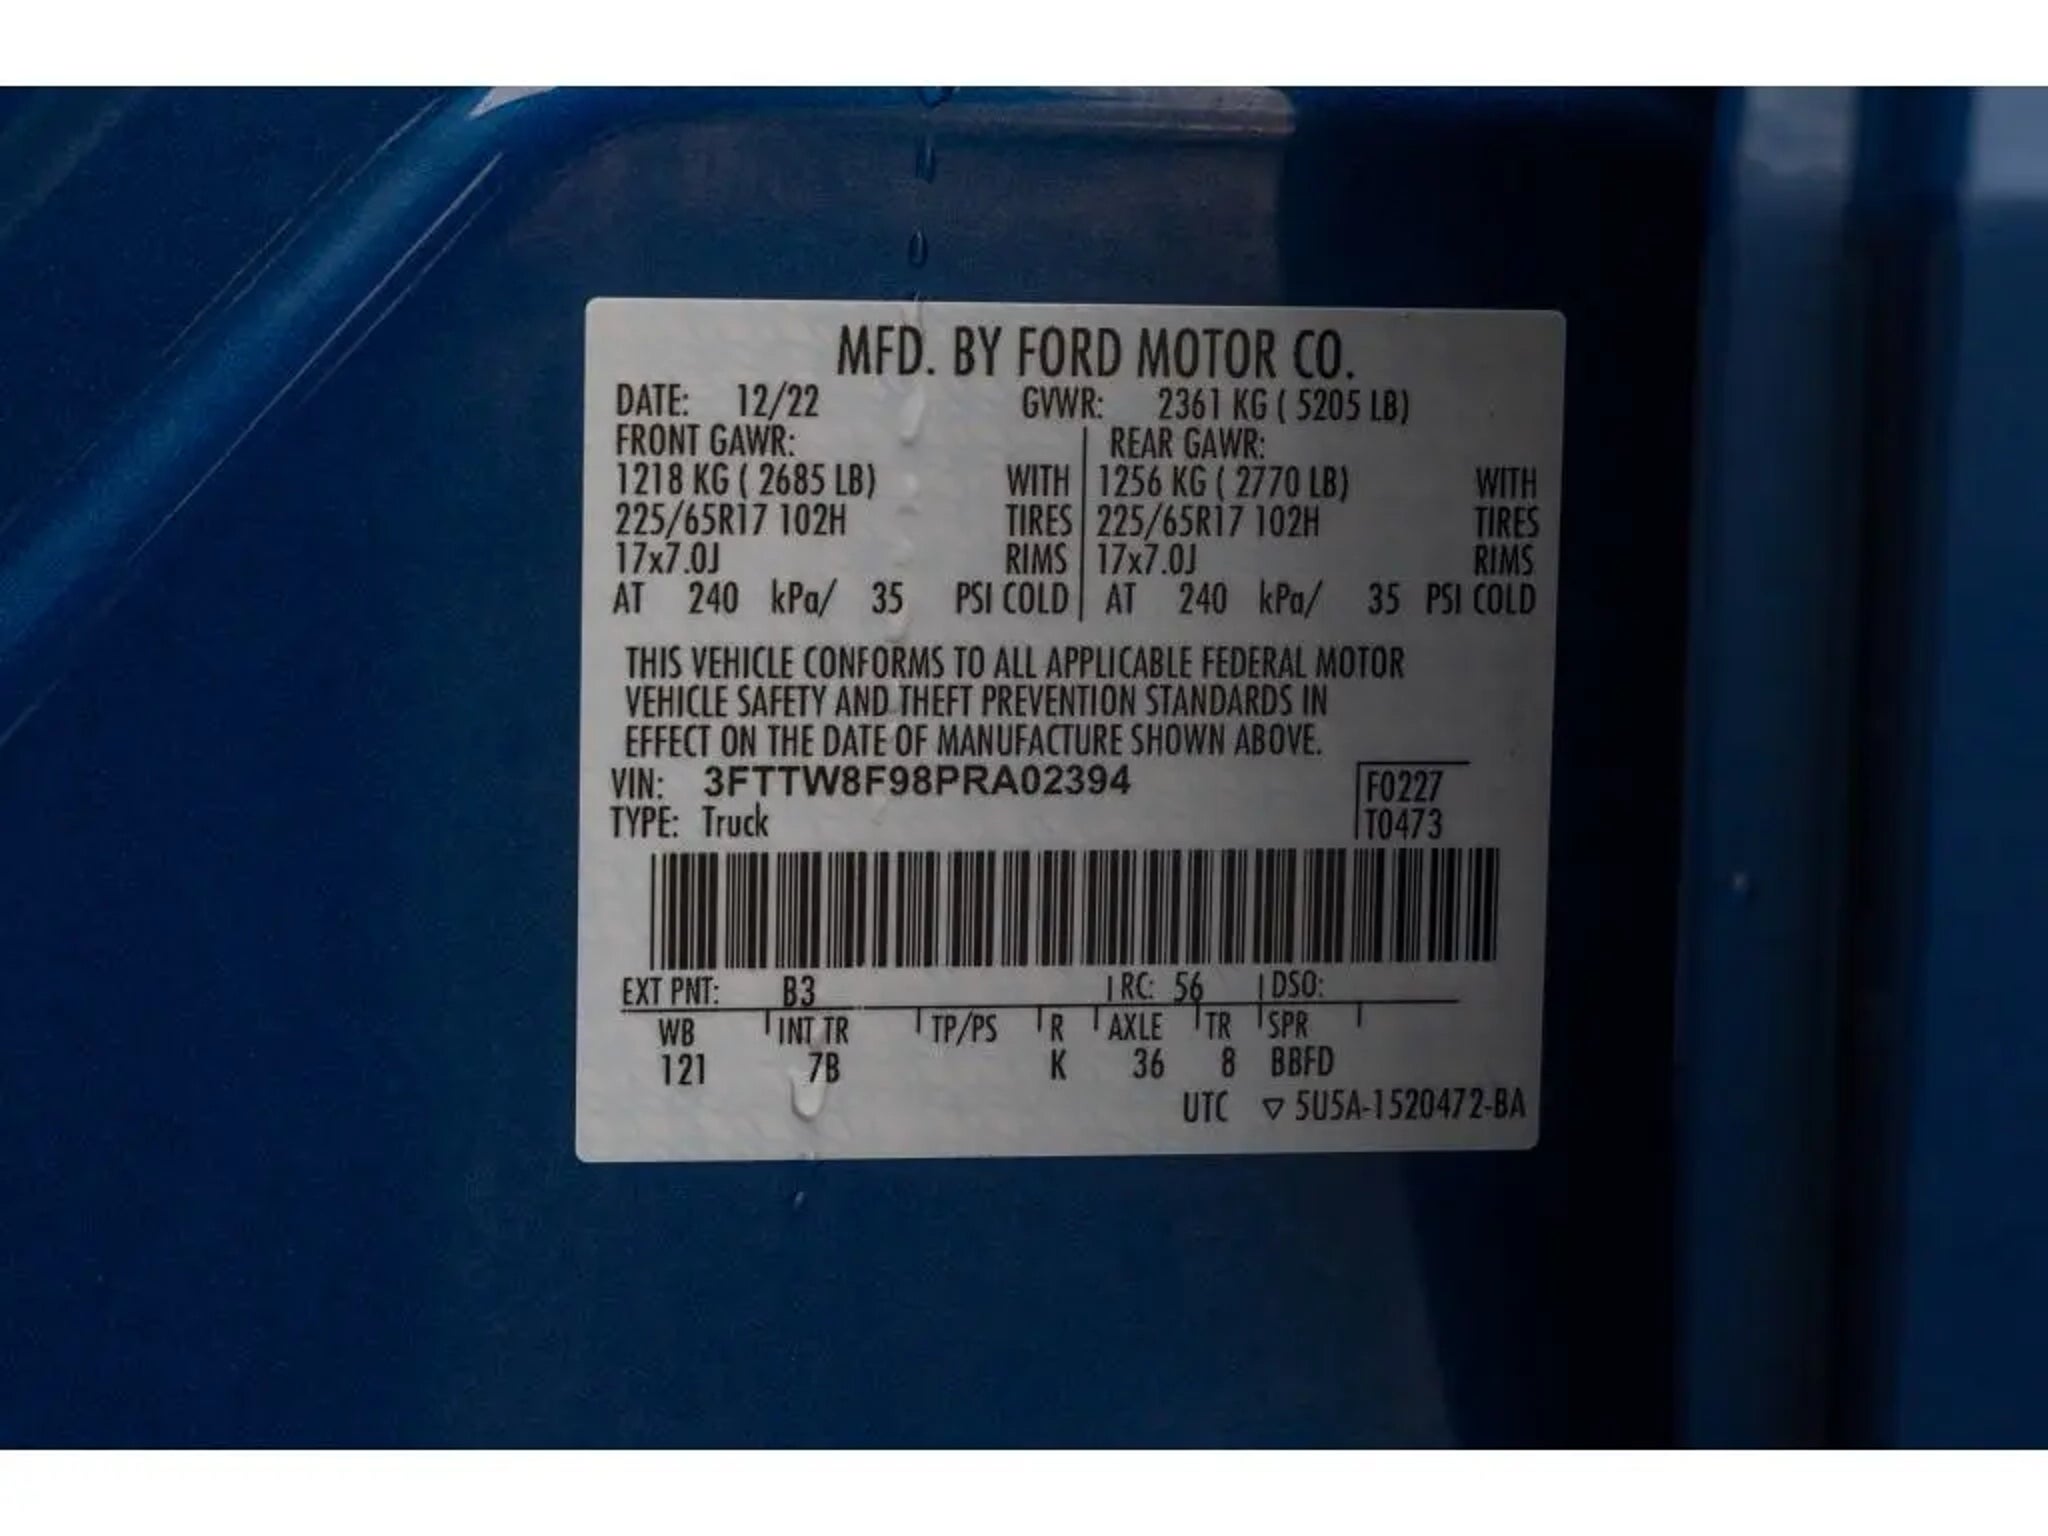 MFD. BY FORD MOTOR CO.
DATE: 12/22 GVWR: 2361 KG ( 5205 LB)
FRONT GAWR: REAR GAWR:
1218 KG ( 2685 LB) WITH 1256 KG ( 2770 LB) WITH
225/65R17 102H TIRES 225/65R17 102H TIRES
17x7.0J RIMS 17x7.0J RIMS
AT 240 kPa/ 35 PSI COLD AT 240 kPa/ 35 PSI COLD
THIS VEHICLE CONFORMS TO ALL APPLICABLE FEDERAL MOTOR
VEHICLE SAFETY AND THEFT PREVENTION STANDARDS IN
EFFECT ON THE DATE OF MANUFACTURE SHOWN ABOVE.
VIN: 3FTTW8F98PRA02394 F0227
TYPE: Truck T0473
EXT PNT: B3 RC: 56 DSO:
WB INT TR TP/PS R AXLE TR SPR
121 7B K 36 8 BBFD
UTC ▽ 5U5A-1520472-BA